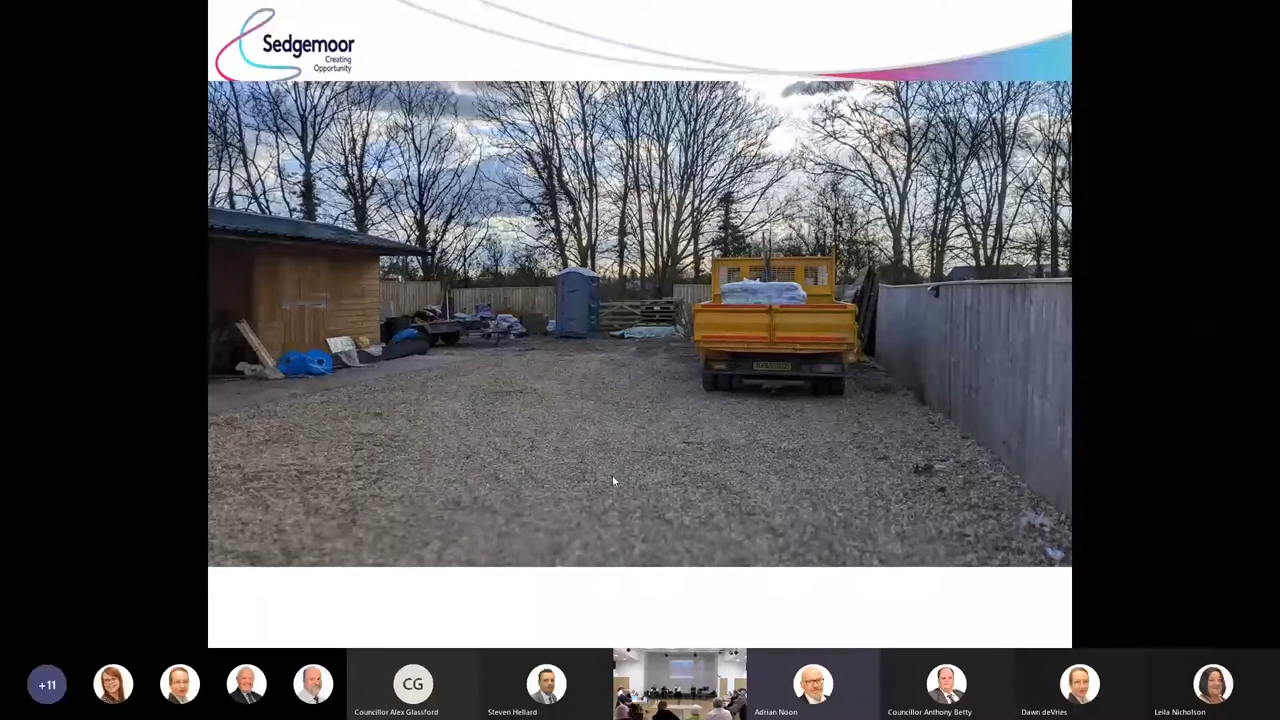 Sedgemoor
Creating
Opportunity
+11
CG
Councillor Alex Glassford
Steven Hellard
Adrian Noon
Councillor Anthony Betty
Dawn deVries
Leila Nicholson